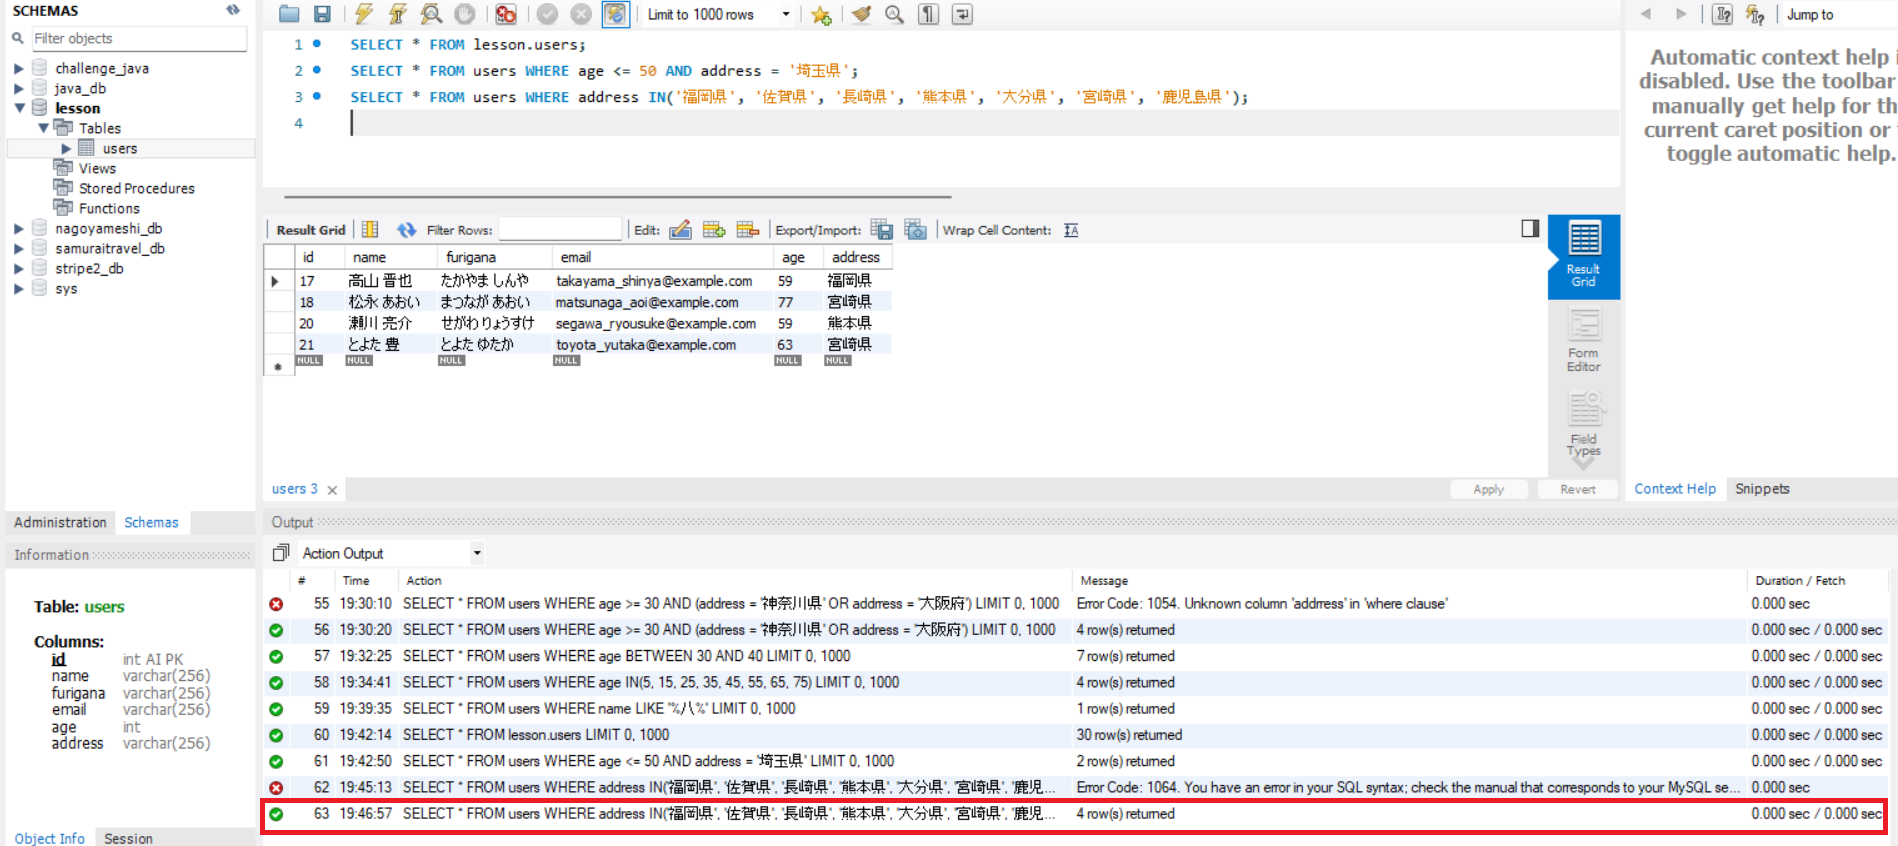 SCHEMAS
Filter objects
challenge_java
java_db
lesson
Tables
users
Views
Stored Procedures
Functions
nagoyameshi_db
samuraitravel_db
stripe2_db
sys
Administration Schemas
Information
Table: users
Columns:
id int AI PK
name varchar(256)
furigana varchar(256)
email varchar(256)
age int
address varchar(256)
Object Info Session
Limit to 1000 rows
1 SELECT * FROM lesson.users;
2 SELECT * FROM users WHERE age <= 50 AND address = '埼玉県';
3 SELECT * FROM users WHERE address IN('福岡県', '佐賀県', '長崎県', '熊本県', '大分県', '宮崎県', '鹿児島県');
4
Result Grid Filter Rows: Edit: Export/Import: Wrap Cell Content:
id name furigana email age address
17 高山 晋也 たかやま しんや takayama_shinya@example.com 59 福岡県
18 松永 あおい まつなが あおい matsunaga_aoi@example.com 77 宮崎県
20 瀬川 亮介 せがわ りょうすけ segawa_ryousuke@example.com 59 熊本県
21 とよた 豊 とよた ゆたか toyota_yutaka@example.com 63 宮崎県
NULL NULL NULL NULL NULL NULL
Result
Grid
Form
Editor
Field
Types
users 3
Apply Revert
Jump to
Automatic context help i
disabled. Use the toolbar
manually get help for th
current caret position or
toggle automatic help.
Context Help Snippets
Output
Action Output
# Time Action Message Duration / Fetch
55 19:30:10 SELECT * FROM users WHERE age >= 30 AND (address = '神奈川県' OR addrress = '大阪府') LIMIT 0, 1000 Error Code: 1054. Unknown column 'addrress' in 'where clause' 0.000 sec
56 19:30:20 SELECT * FROM users WHERE age >= 30 AND (address = '神奈川県' OR address = '大阪府') LIMIT 0, 1000 4 row(s) returned 0.000 sec / 0.000 sec
57 19:32:25 SELECT * FROM users WHERE age BETWEEN 30 AND 40 LIMIT 0, 1000 7 row(s) returned 0.000 sec / 0.000 sec
58 19:34:41 SELECT * FROM users WHERE age IN(5, 15, 25, 35, 45, 55, 65, 75) LIMIT 0, 1000 4 row(s) returned 0.000 sec / 0.000 sec
59 19:39:35 SELECT * FROM users WHERE name LIKE '%八%' LIMIT 0, 1000 1 row(s) returned 0.000 sec / 0.000 sec
60 19:42:14 SELECT * FROM lesson.users LIMIT 0, 1000 30 row(s) returned 0.000 sec / 0.000 sec
61 19:42:50 SELECT * FROM users WHERE age <= 50 AND address = '埼玉県' LIMIT 0, 1000 2 row(s) returned 0.000 sec / 0.000 sec
62 19:45:13 SELECT * FROM users WHERE address IN('福岡県', '佐賀県', '長崎県', '熊本県', '大分県', '宮崎県', '鹿児... Error Code: 1064. You have an error in your SQL syntax; check the manual that corresponds to your MySQL se... 0.000 sec
63 19:46:57 SELECT * FROM users WHERE address IN('福岡県', '佐賀県', '長崎県', '熊本県', '大分県', '宮崎県', '鹿児... 4 row(s) returned 0.000 sec / 0.000 sec